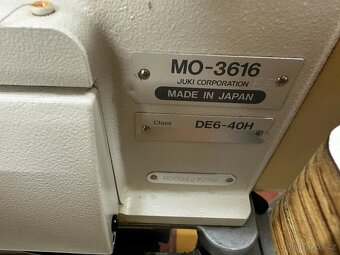 MO-3616
JUKI CORPORATION
MADE IN JAPAN
Class
DE6-40H